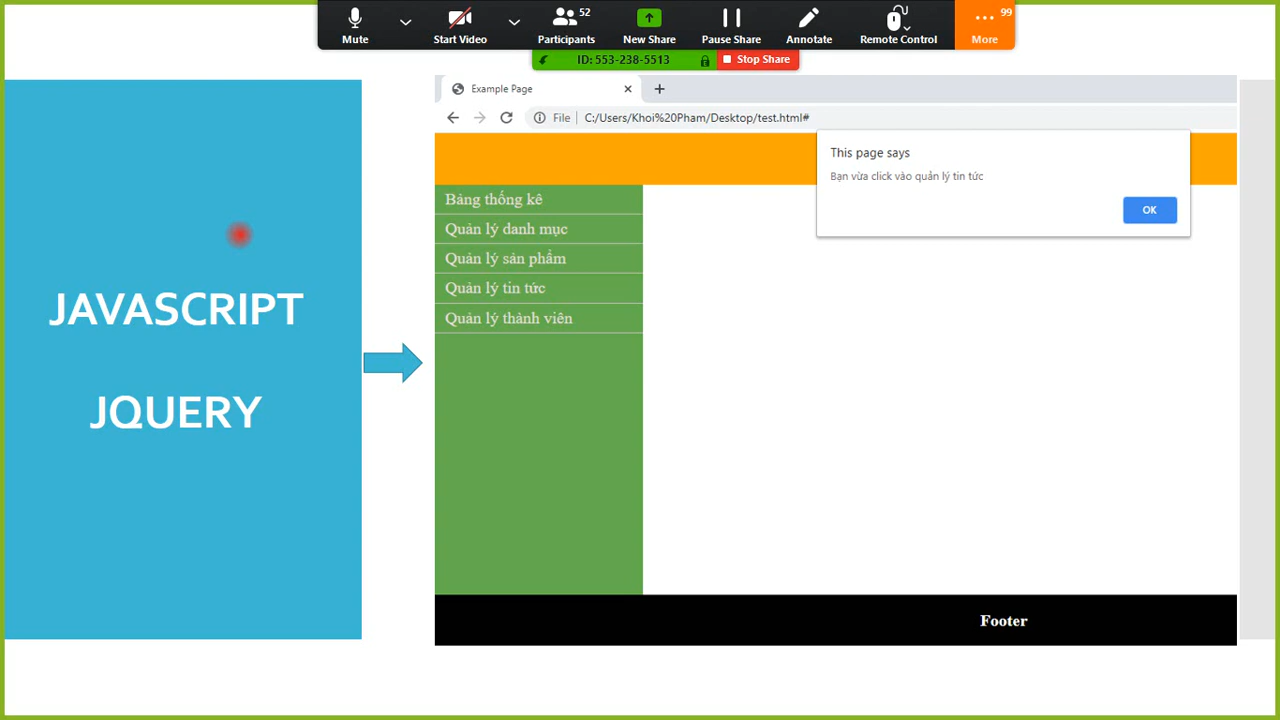 52
99
Mute
Start Video
Participants
New Share
Pause Share
Annotate
Remote Control
More
ID: 553-238-5513
Stop Share
Example Page
File
C:/Users/Khoi%20Pham/Desktop/test.html#
This page says
Bạn vừa click vào quản lý tin tức
OK
Bảng thống kê
Quản lý danh mục
Quản lý sản phẩm
Quản lý tin tức
Quản lý thành viên
JAVASCRIPT
JQUERY
Footer